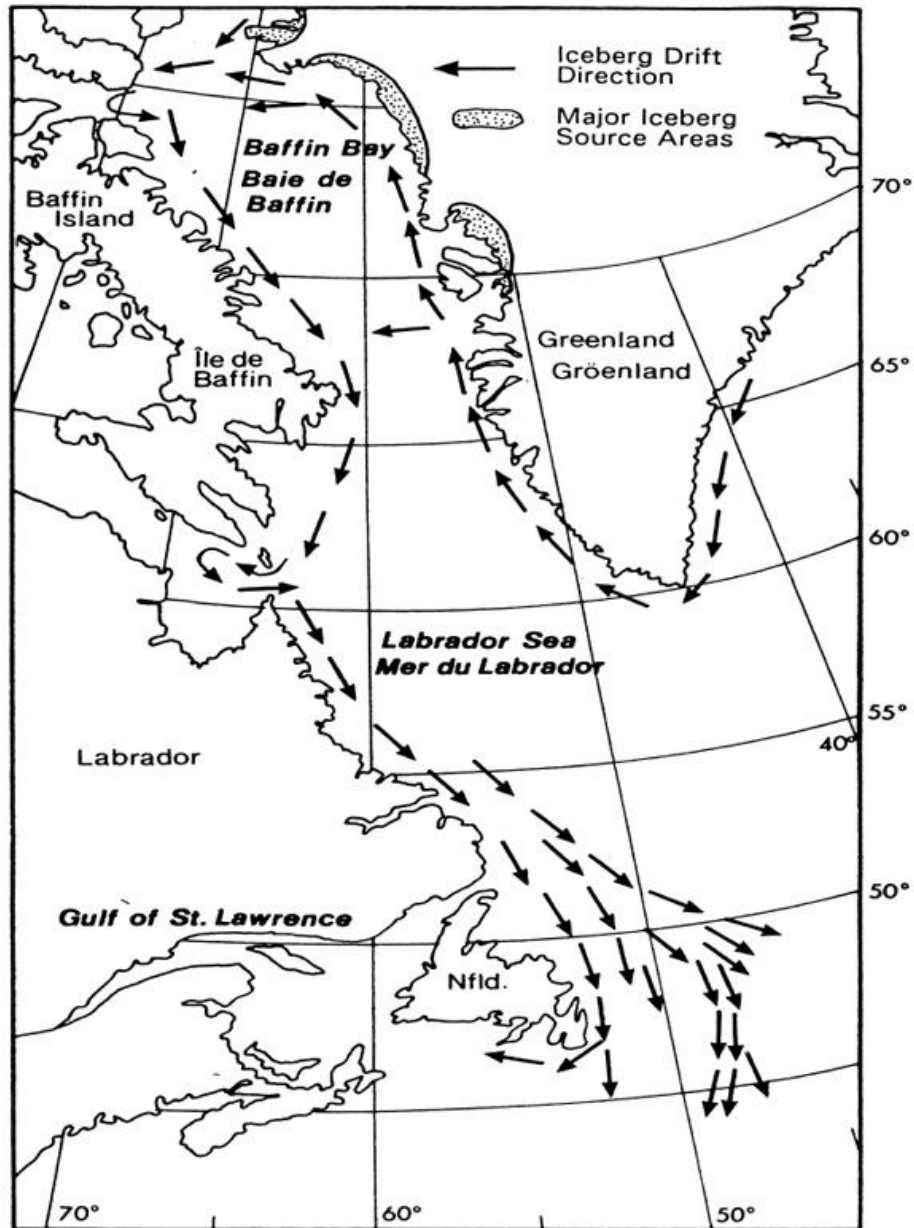 Iceberg Drift
Direction
Major Iceberg
Source Areas
Baffin Bay
Baie de
Baffin
Baffin
Island
70°
Île de
Baffin
Greenland
Gröenland
65°
60°
Labrador Sea
Mer du Labrador
55°
40°
Labrador
50°
Gulf of St. Lawrence
Nfld.
70°
60°
50°